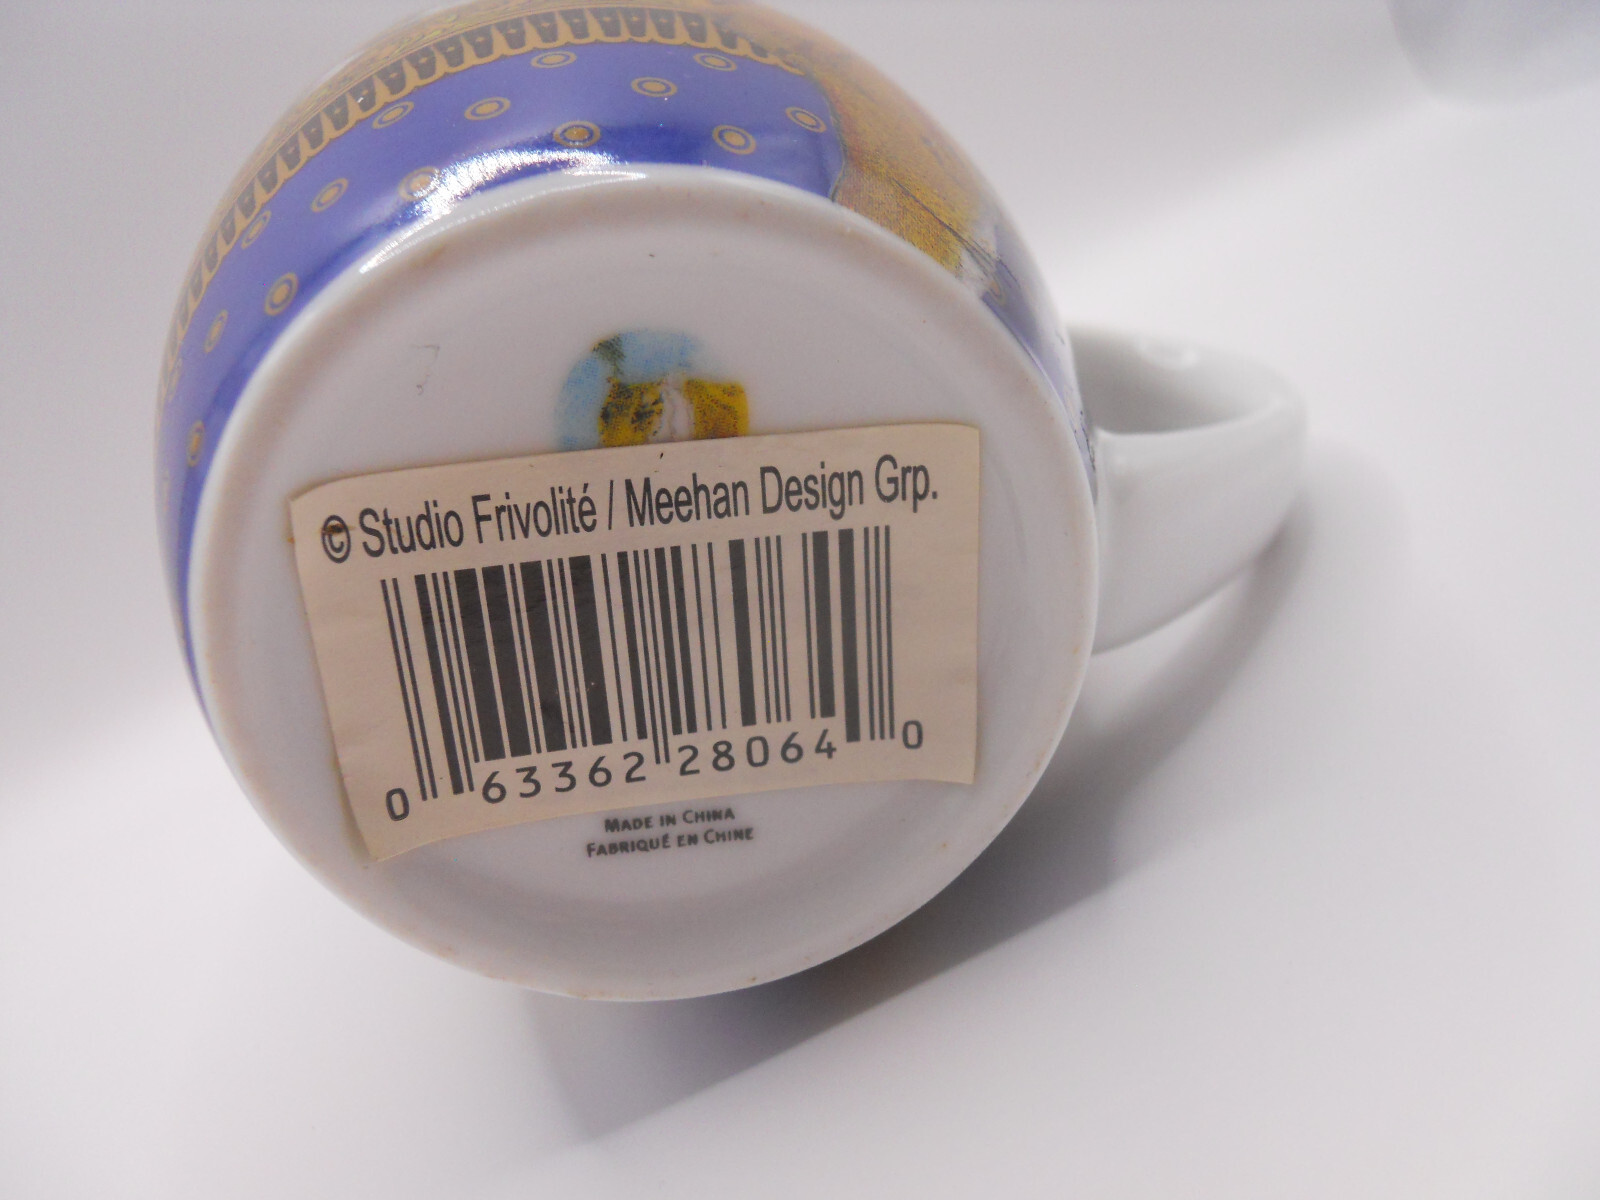 © Studio Frivolité / Meehan Design Grp.
0 63362 28064 0
MADE IN CHINA
FABRIQUÉ EN CHINE